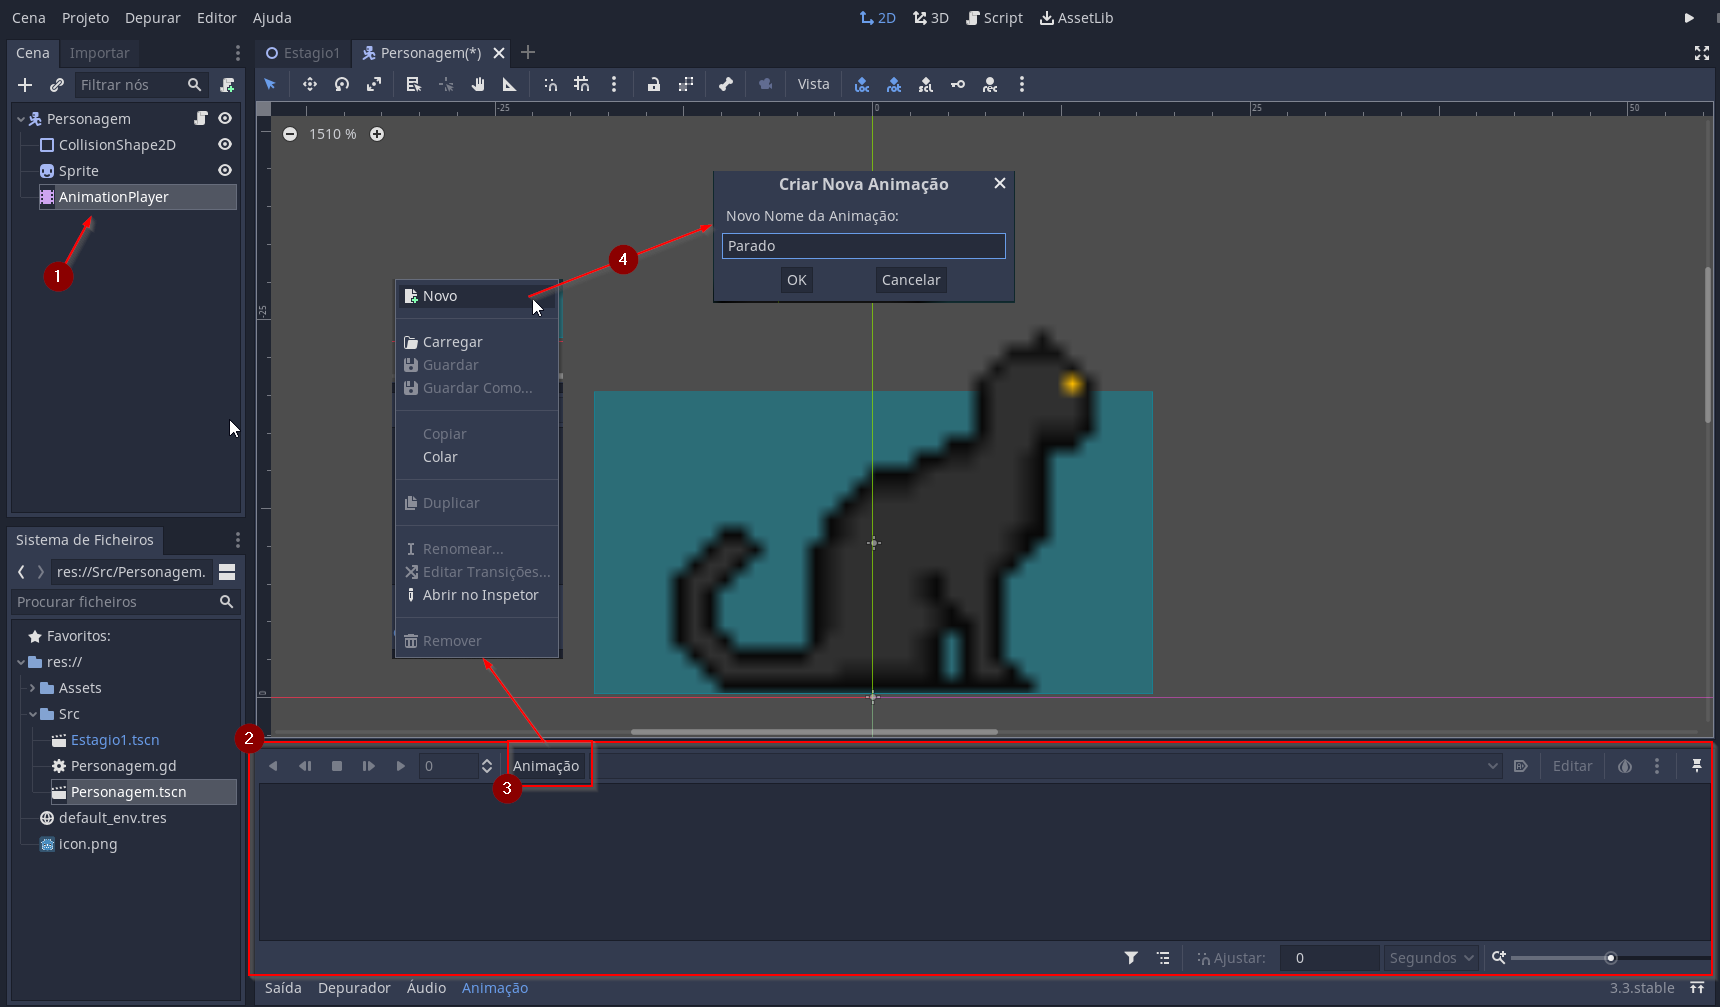 Cena Projeto Depurar Editor Ajuda
2D 3D Script AssetLib
Cena Importar
Estagio1 Personagem(*)
Filtrar nós
Vista
Personagem
CollisionShape2D
Sprite
AnimationPlayer
1
-25 0 25 50
1510 %
-25
0
Criar Nova Animação
Novo Nome da Animação:
Parado
OK Cancelar
4
Novo
Carregar
Guardar
Guardar Como...
Copiar
Colar
Duplicar
Renomear...
Editar Transições...
Abrir no Inspetor
Remover
Sistema de Ficheiros
res://Src/Personagem.
Procurar ficheiros
Favoritos:
res://
Assets
Src
Estagio1.tscn
Personagem.gd
Personagem.tscn
default_env.tres
icon.png
2
0 Animação Editar
3
Ajustar: 0 Segundos
Saída Depurador Áudio Animação 3.3.stable